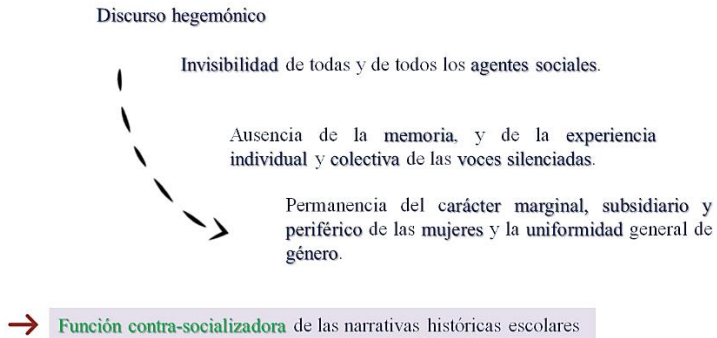 Discurso hegemónico
Invisibilidad de todas y de todos los agentes sociales.
Ausencia de la memoria, y de la experiencia
individual y colectiva de las voces silenciadas.
Permanencia del carácter marginal, subsidiario y
periférico de las mujeres y la uniformidad general de
género.
Función contra-socializadora de las narrativas históricas escolares